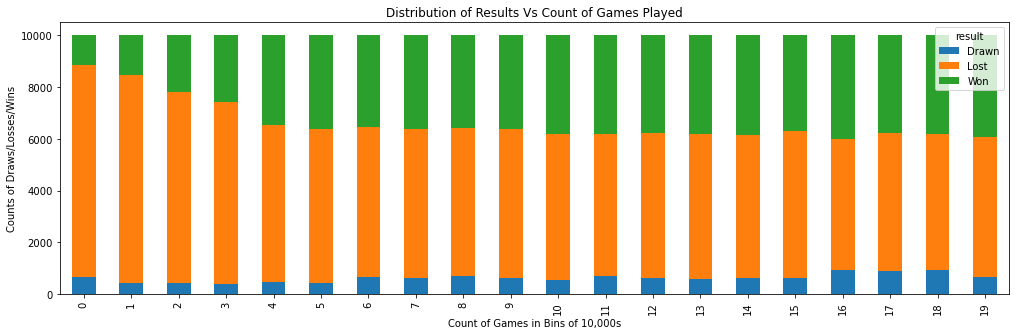 Distribution of Results Vs Count of Games Played
result
Drawn
Lost
Won
Counts of Draws/Losses/Wins
10000
8000
6000
4000
2000
0
0 1 2 3 4 5 6 7 8 9 10 11 12 13 14 15 16 17 18 19
Count of Games in Bins of 10,000s